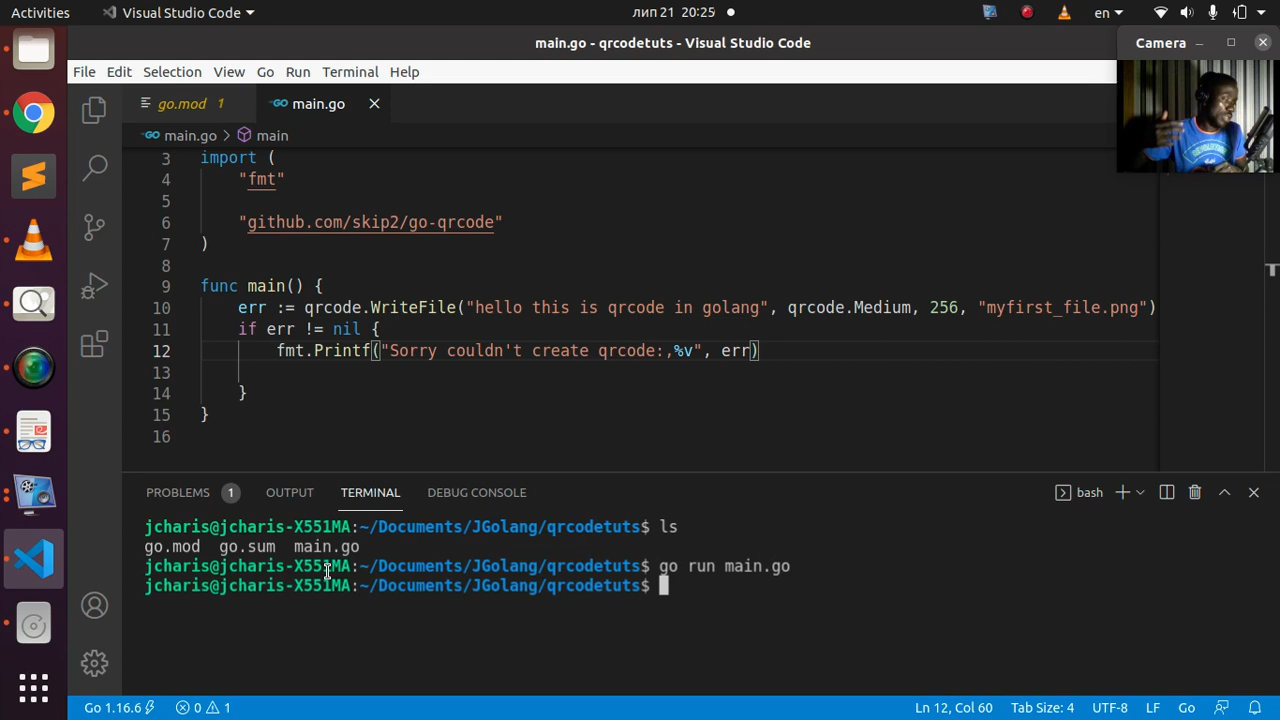 Activities
Visual Studio Code
лип 21 20:25
en
main.go - qrcodetuts - Visual Studio Code
Camera
File Edit Selection View Go Run Terminal Help
go.mod 1
main.go
main.go > main
3 import (
4 "fmt"
5
6 "github.com/skip2/go-qrcode"
7 )
8
9 func main() {
10 err := qrcode.WriteFile("hello this is qrcode in golang", qrcode.Medium, 256, "myfirst_file.png")
11 if err != nil {
12 fmt.Printf("Sorry couldn't create qrcode:,%v", err)
13
14 }
15 }
16
PROBLEMS 1 OUTPUT TERMINAL DEBUG CONSOLE
bash
jcharis@jcharis-X551MA:~/Documents/JGolang/qrcodetuts$ ls
go.mod go.sum main.go
jcharis@jcharis-X551MA:~/Documents/JGolang/qrcodetuts$ go run main.go
jcharis@jcharis-X551MA:~/Documents/JGolang/qrcodetuts$
Go 1.16.6 0 1 Ln 12, Col 60 Tab Size: 4 UTF-8 LF Go